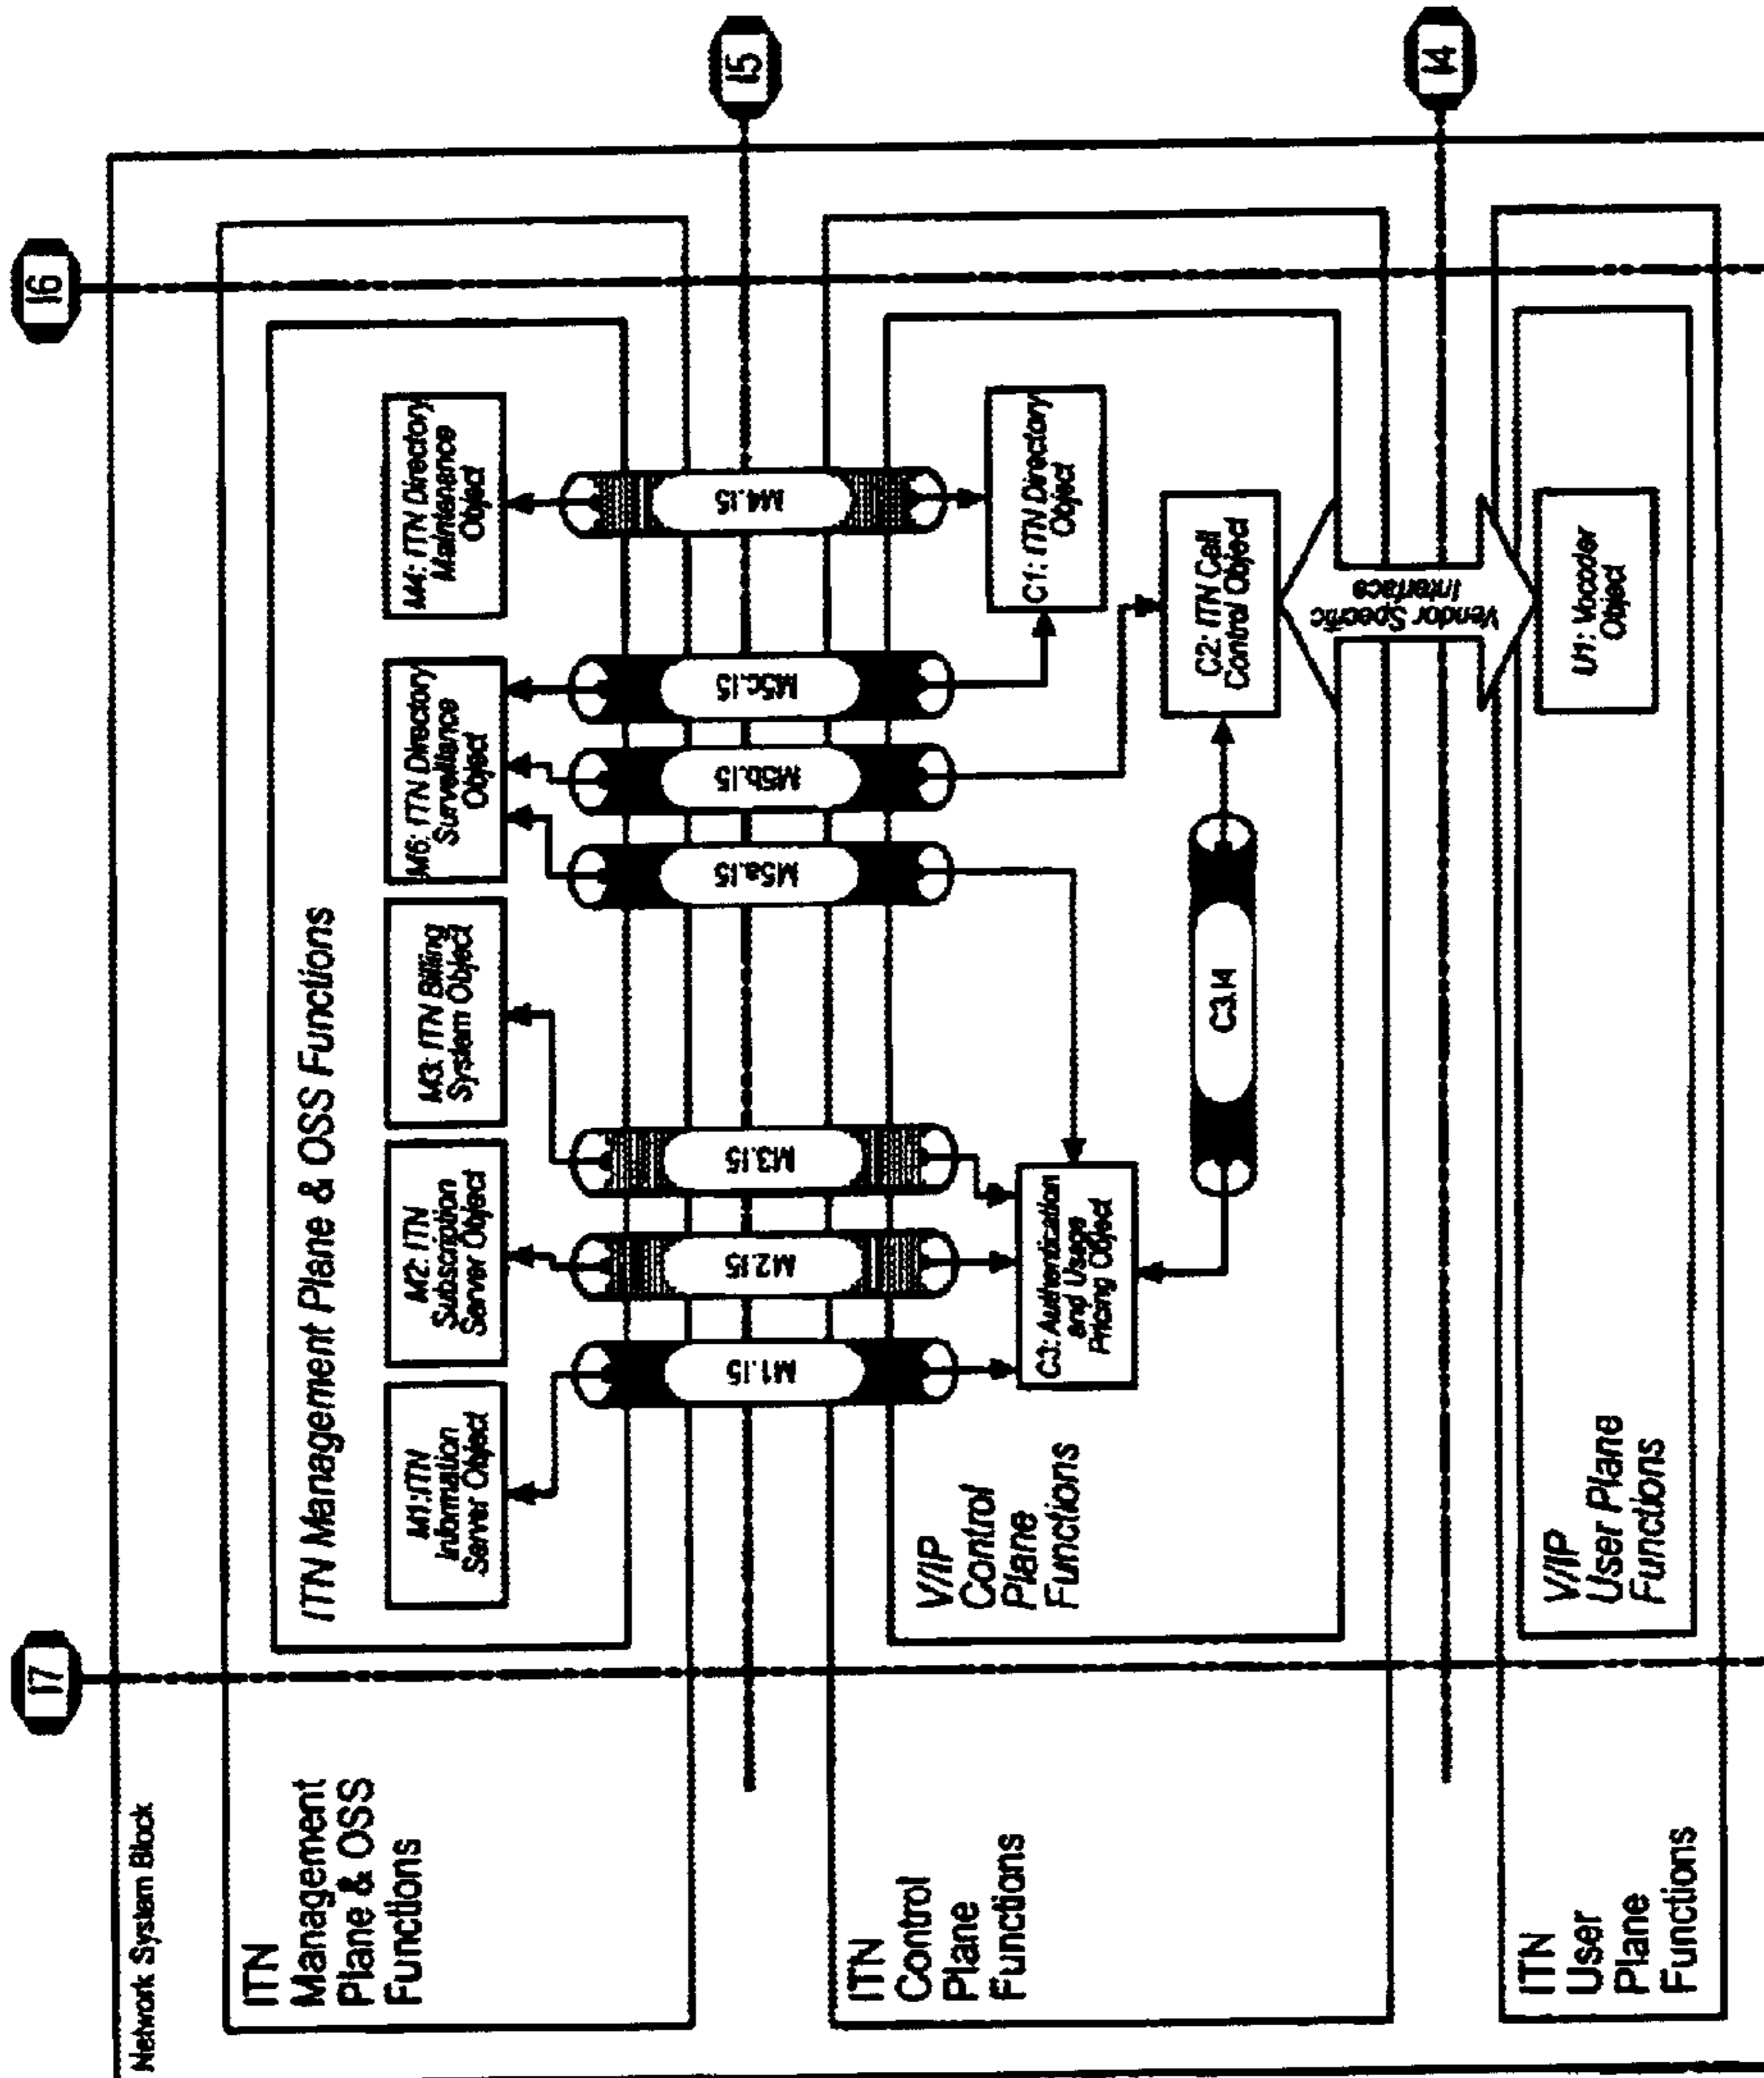 Network System Block
I7
I6
I5
I4
ITN
Management
Plane & OSS
Functions
ITN Management Plane & OSS Functions
M1:ITN
Information
Server Object
M2: ITN
Subscription
Server Object
M3: ITN Billing
System Object
M6: ITN Directory
Surveillance
Object
M4: ITN Directory
Maintenance
Object
M1.I5
M2.I5
M3.I5
M5a.I5
M5b.I5
M5c.I5
M4.I5
ITN
Control
Plane
Functions
V/IP
Control
Plane
Functions
C3: Authentication
and Usage
Pricing Object
C1: ITN Directory
Object
C3.I4
C2: ITN Call
Control Object
Vendor Specific
Interface
ITN
User
Plane
Functions
V/IP
User Plane
Functions
U1: Vocoder
Object